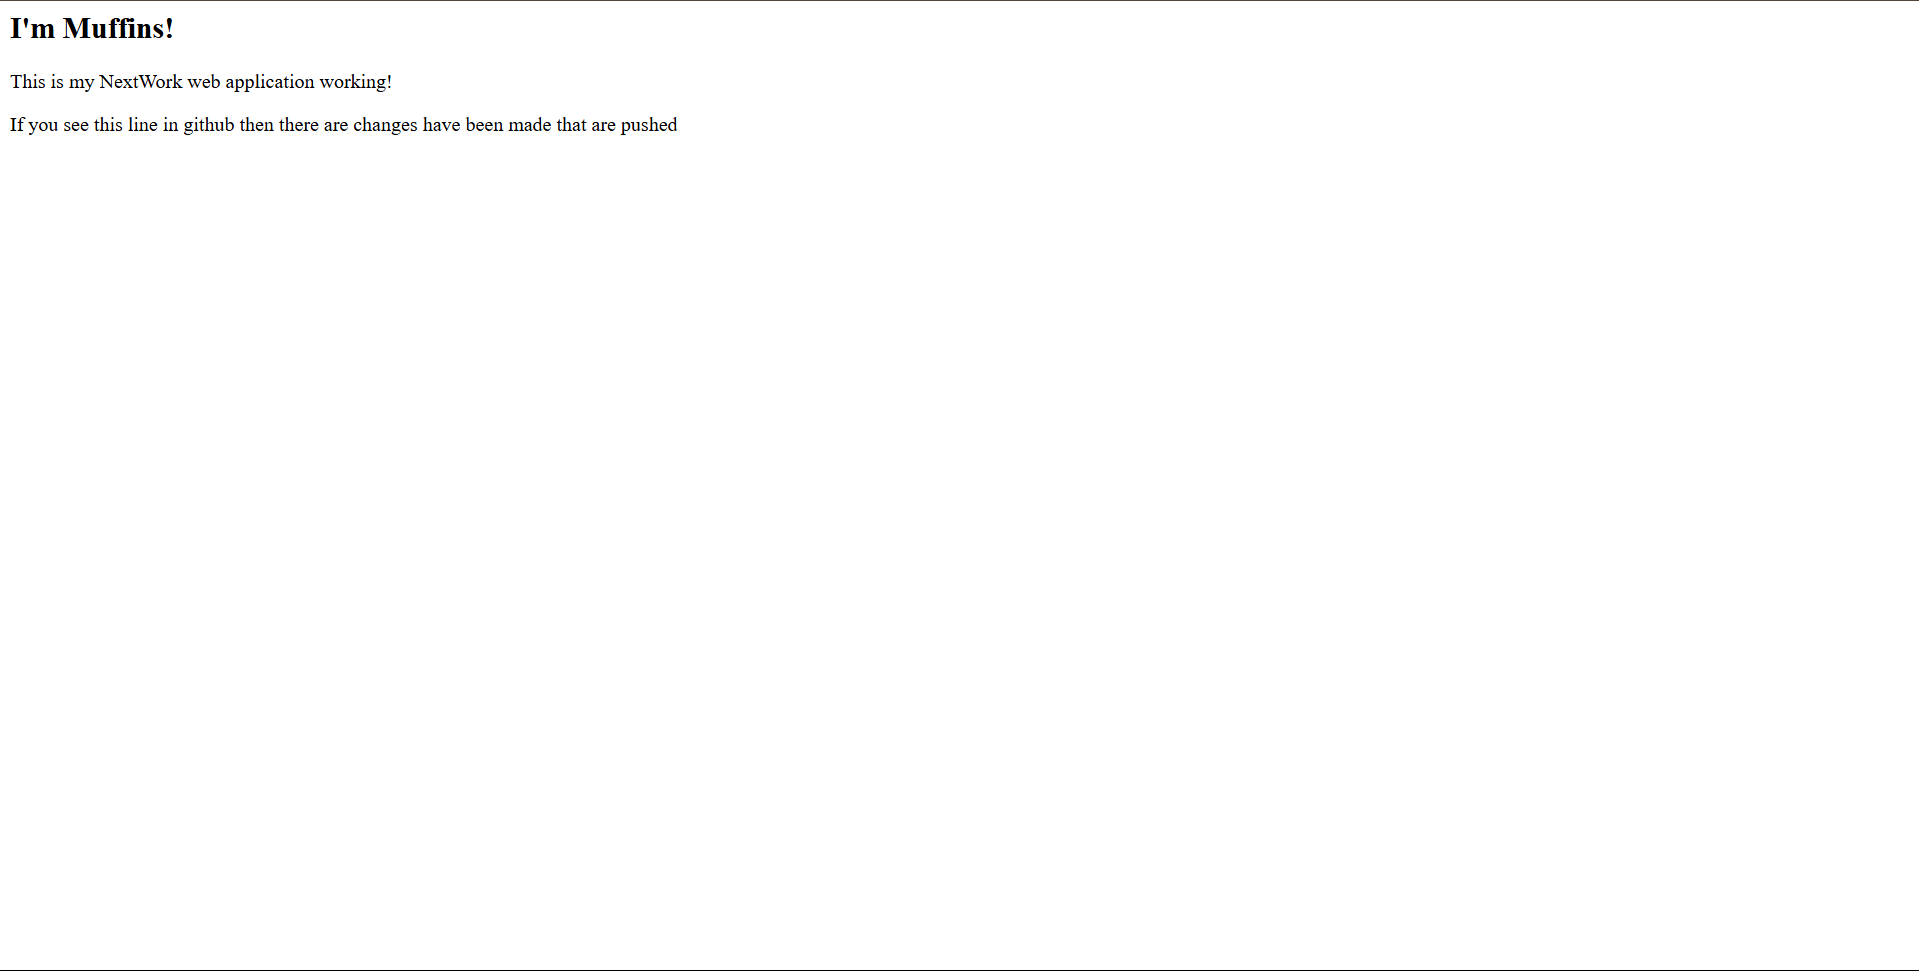 I'm Muffins!
This is my NextWork web application working!
If you see this line in github then there are changes have been made that are pushed